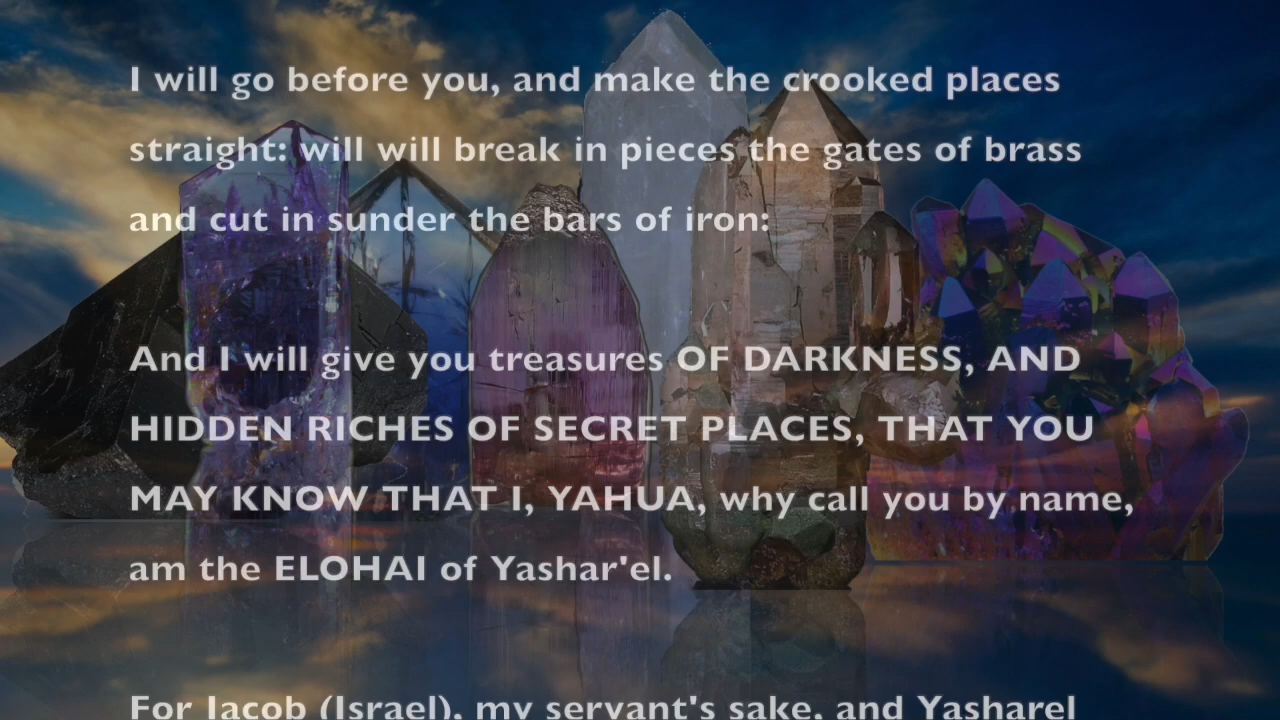 I will go before you, and make the crooked places
straight: will will break in pieces the gates of brass
and cut in sunder the bars of iron:
And I will give you treasures OF DARKNESS, AND
HIDDEN RICHES OF SECRET PLACES, THAT YOU
MAY KNOW THAT I, YAHUA, why call you by name,
am the ELOHAI of Yashar'el.
For Jacob (Israel), my servant's sake, and Yasharel